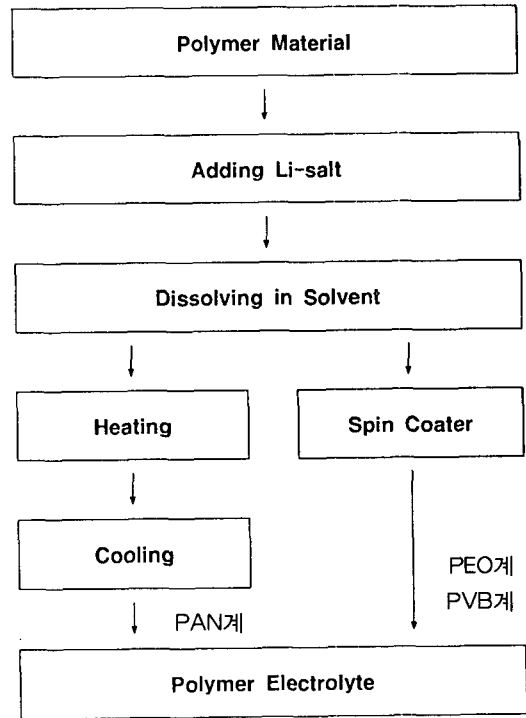 Polymer Material
Adding Li-salt
Dissolving in Solvent
Heating
Spin Coater
Cooling
PEO계
PVB계
PAN계
Polymer Electrolyte